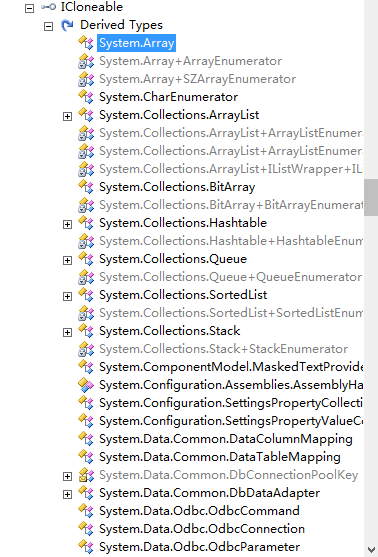 ICloneable
Derived Types
System.Array
System.Array+ArrayEnumerator
System.Array+SZArrayEnumerator
System.CharEnumerator
System.Collections.ArrayList
System.Collections.ArrayList+ArrayListEnumera
System.Collections.ArrayList+ArrayListEnumera
System.Collections.ArrayList+IListWrapper+IL
System.Collections.BitArray
System.Collections.BitArray+BitArrayEnumerat
System.Collections.Hashtable
System.Collections.Hashtable+HashtableEnum
System.Collections.Queue
System.Collections.Queue+QueueEnumerator
System.Collections.SortedList
System.Collections.SortedList+SortedListEnum
System.Collections.Stack
System.Collections.Stack+StackEnumerator
System.ComponentModel.MaskedTextProvide
System.Configuration.Assemblies.AssemblyHa
System.Configuration.SettingsPropertyCollecti
System.Configuration.SettingsPropertyValueCo
System.Data.Common.DataColumnMapping
System.Data.Common.DataTableMapping
System.Data.Common.DbConnectionPoolKey
System.Data.Common.DbDataAdapter
System.Data.Odbc.OdbcCommand
System.Data.Odbc.OdbcConnection
System.Data.Odbc.OdbcParameter